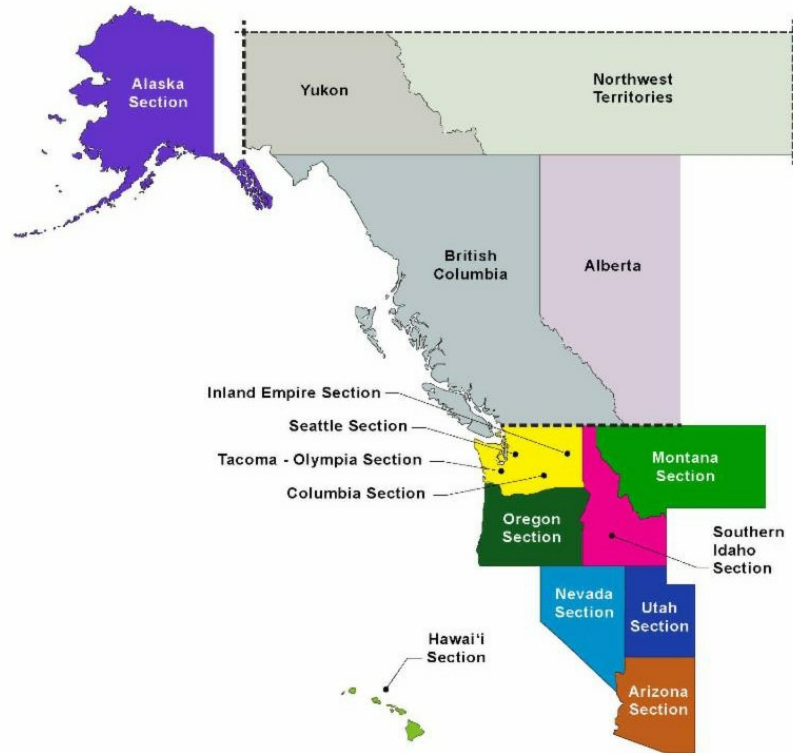 Alaska
Section
Yukon
Northwest
Territories
British
Columbia
Alberta
Inland Empire Section
Seattle Section
Tacoma - Olympia Section
Columbia Section
Montana
Section
Oregon
Section
Southern
Idaho
Section
Nevada
Section
Utah
Section
Hawai‘i
Section
Arizona
Section